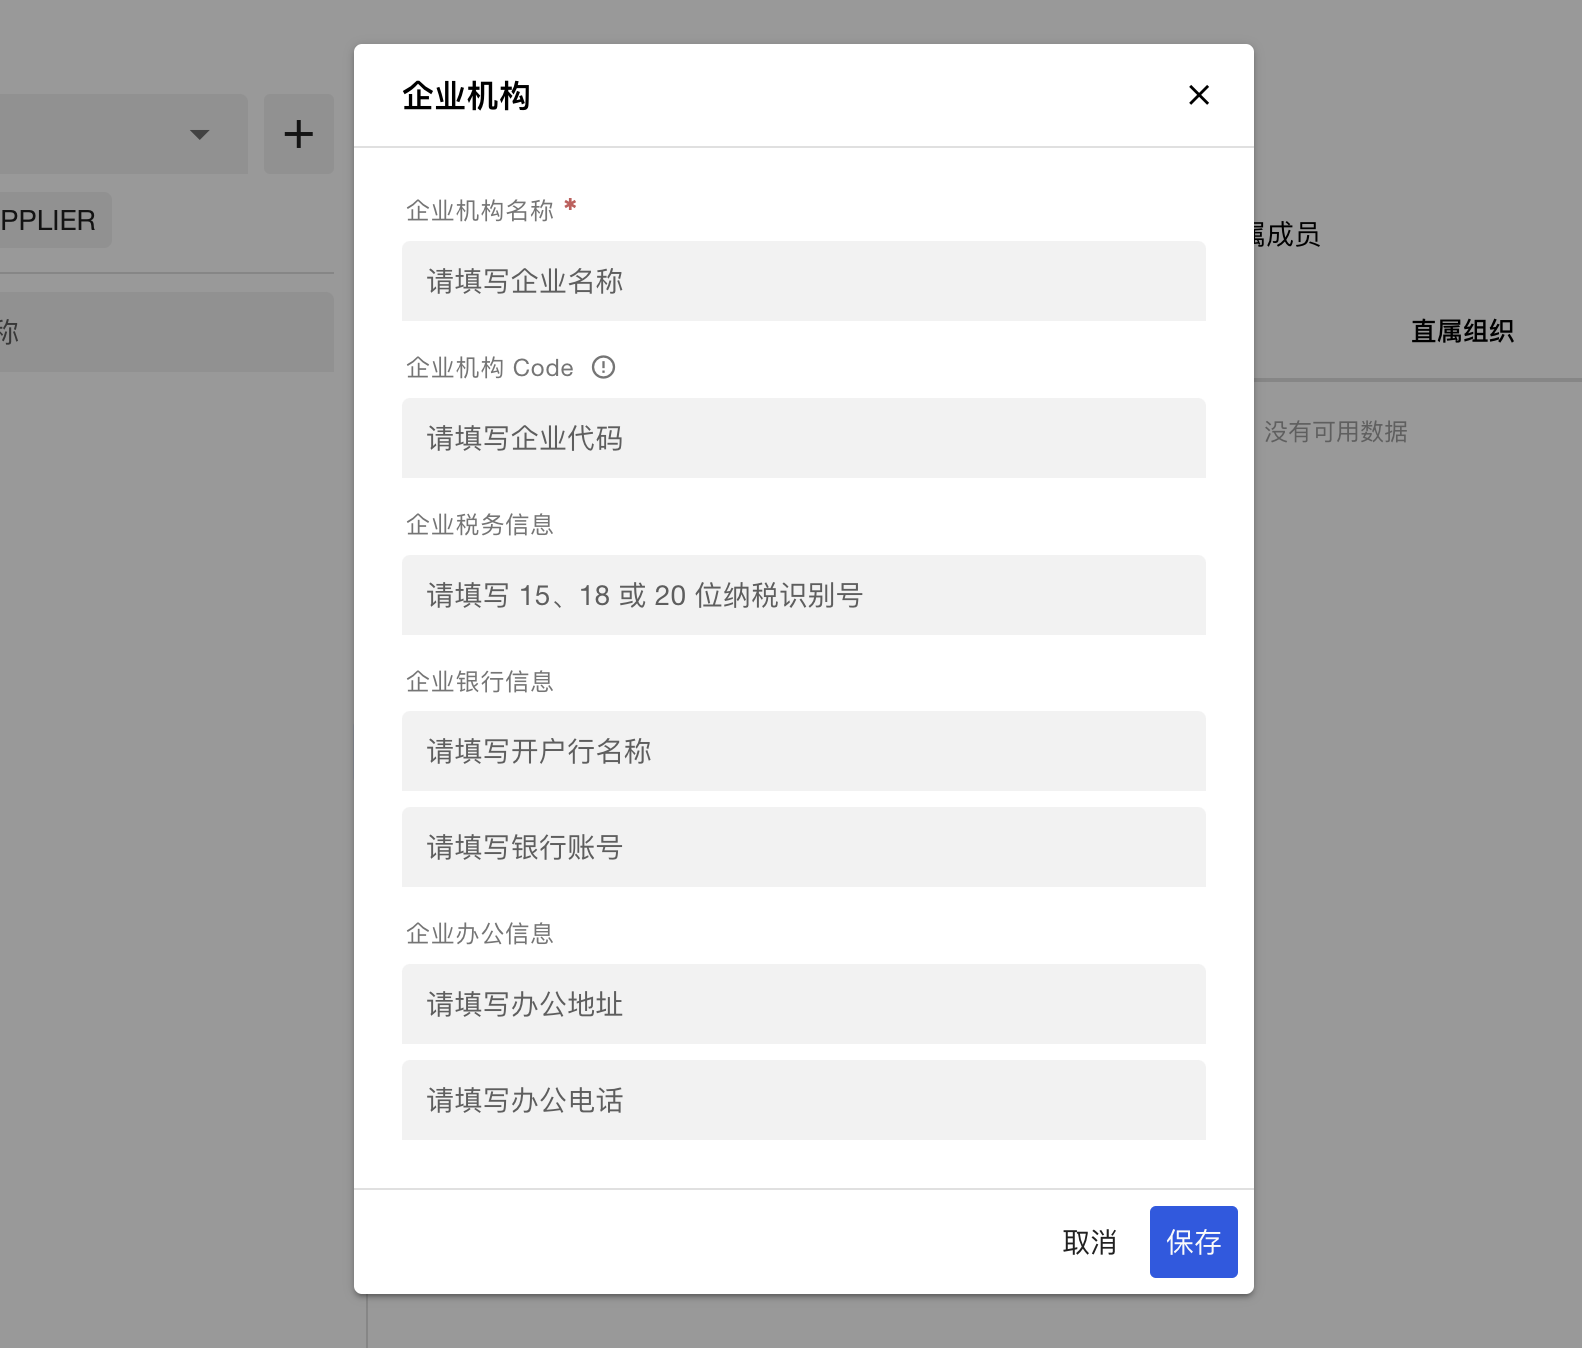 企业机构
企业机构名称 *
请填写企业名称
企业机构 Code
请填写企业代码
企业税务信息
请填写 15、18 或 20 位纳税识别号
企业银行信息
请填写开户行名称
请填写银行账号
企业办公信息
请填写办公地址
请填写办公电话
取消
保存
PPLIER
称
属成员
直属组织
没有可用数据